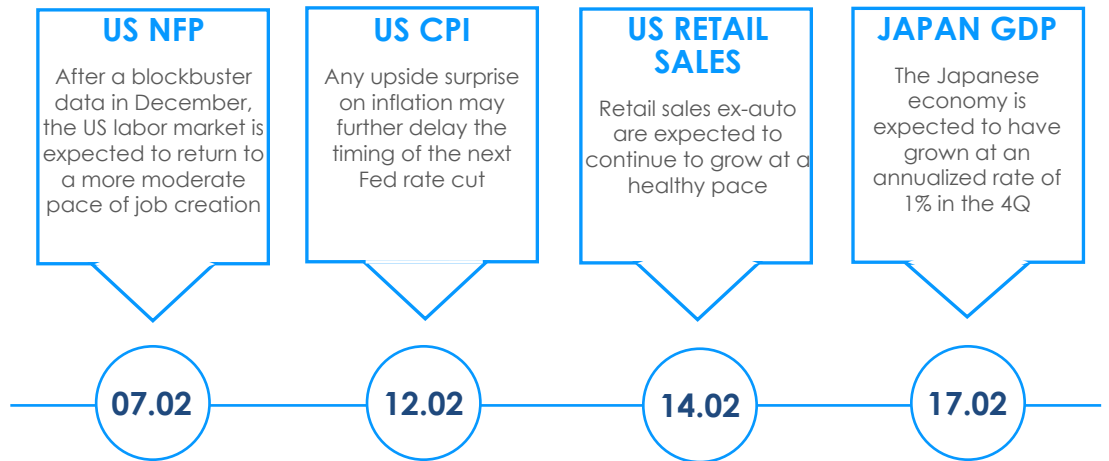 US NFP
After a blockbuster
data in December,
the US labor market is
expected to return to
a more moderate
pace of job creation
07.02
US CPI
Any upside surprise
on inflation may
further delay the
timing of the next
Fed rate cut
12.02
US RETAIL
SALES
Retail sales ex-auto
are expected to
continue to grow at a
healthy pace
14.02
JAPAN GDP
The Japanese
economy is
expected to have
grown at an
annualized rate of
1% in the 4Q
17.02